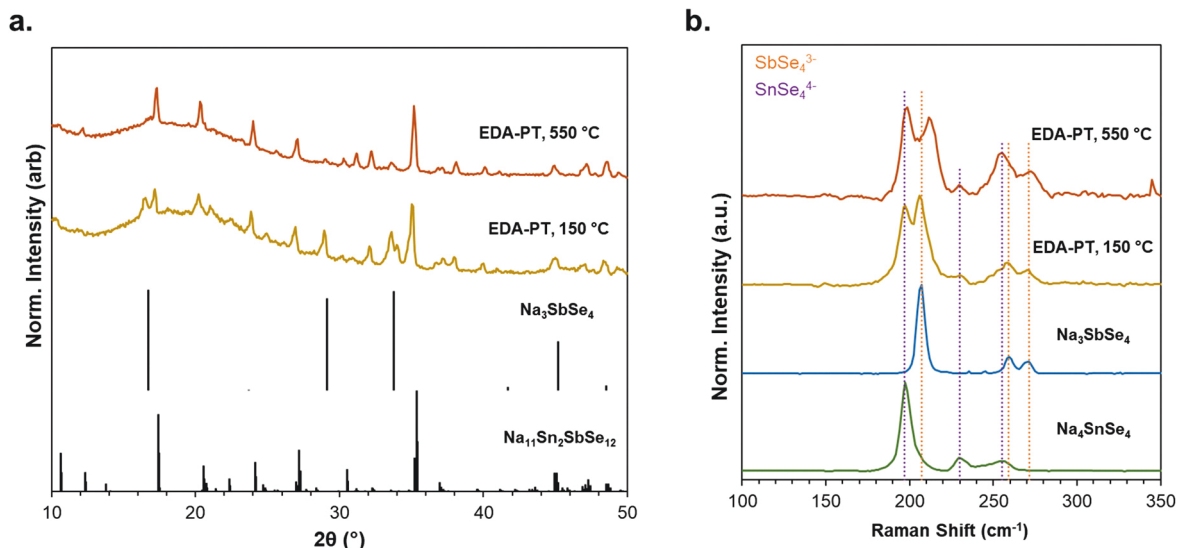 a.
Norm. Intensity (arb)
EDA-PT, 550 °C
EDA-PT, 150 °C
Na₃SbSe₄
Na₁₁Sn₂SbSe₁₂
10 20 30 40 50
2θ (°)
b.
Norm. Intensity (a.u.)
SbSe₄³⁻
SnSe₄⁴⁻
EDA-PT, 550 °C
EDA-PT, 150 °C
Na₃SbSe₄
Na₄SnSe₄
100 150 200 250 300 350
Raman Shift (cm⁻¹)